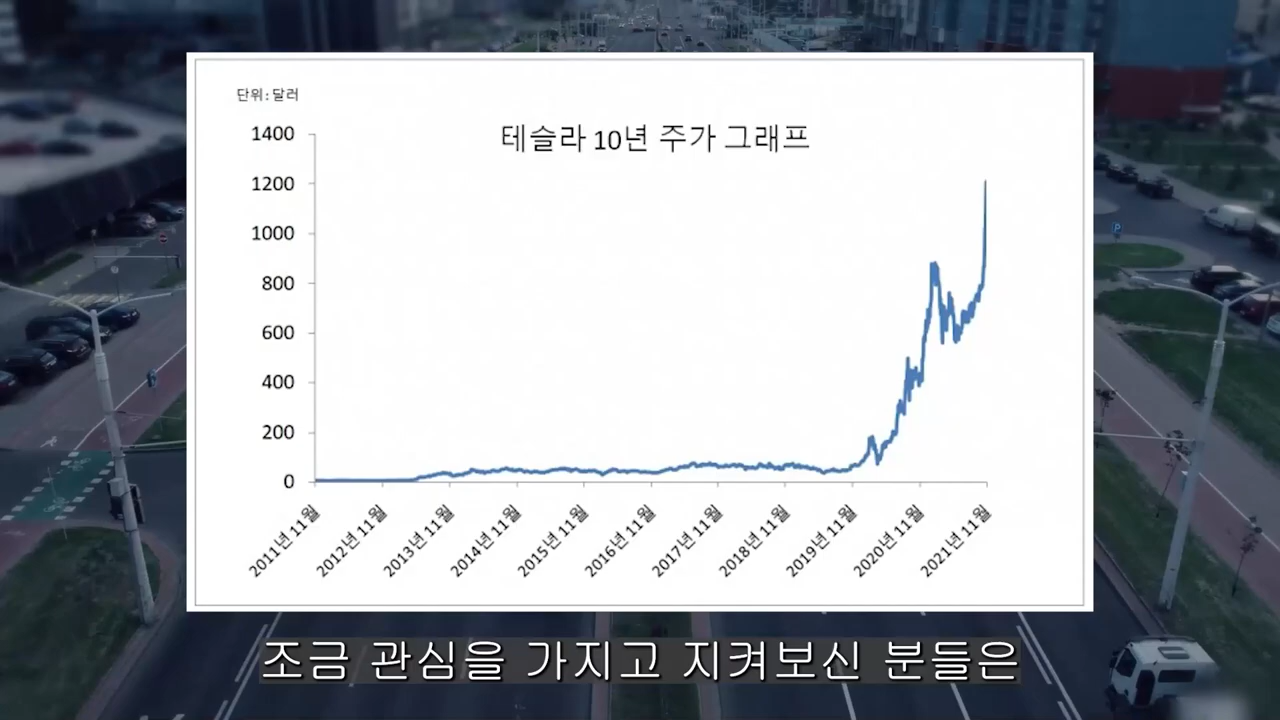 단위: 달러
테슬라 10년 주가 그래프
1400
1200
1000
800
600
400
200
0
2011년 11월
2012년 11월
2013년 11월
2014년 11월
2015년 11월
2016년 11월
2017년 11월
2018년 11월
2019년 11월
2020년 11월
2021년 11월
조금 관심을 가지고 지켜보신 분들은